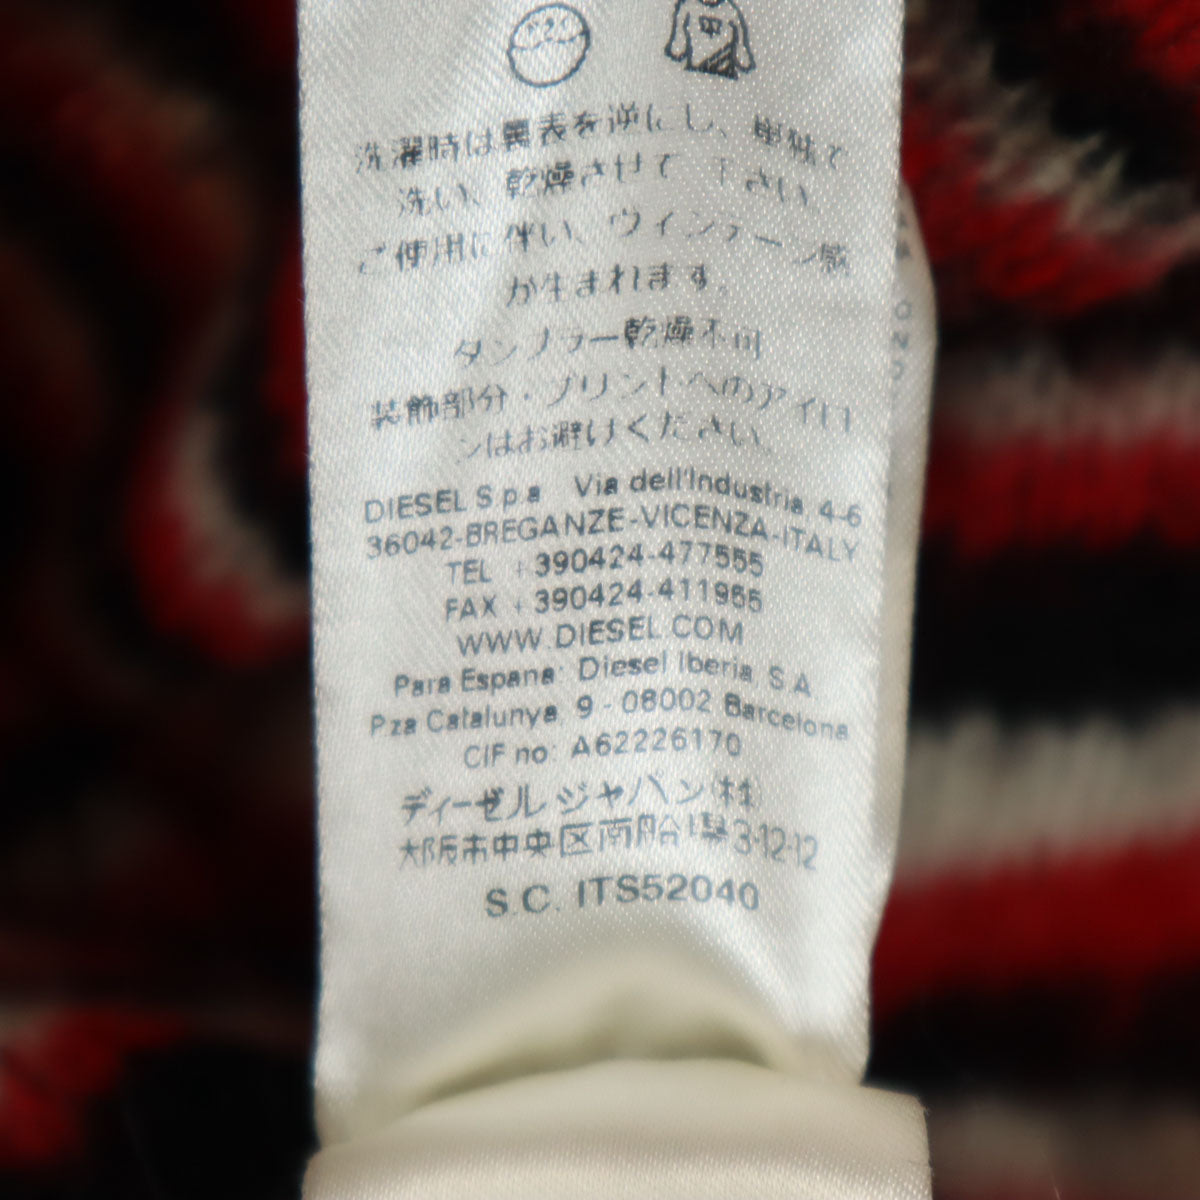 洗濯時は裏表を逆にし、単独で
洗い、乾燥させて下さい
ご使用に伴い、ヴィンテージ感
が生まれます。
タンブラー乾燥不可
装飾部分・プリントへのアイロ
ンはお避けください。
DIESEL S.p.a Via dell'Industria 4-6
36042-BREGANZE-VICENZA-ITALY
TEL +390424-477555
FAX +390424-411955
WWW.DIESEL.COM
Para Espana: Diesel Iberia, S.A.
Pza Catalunya, 9 - 08002 Barcelona
CIF no: A62226170
ディーゼルジャパン(株)
大阪市中央区南船場3-12-12
S.C. ITS52040
020